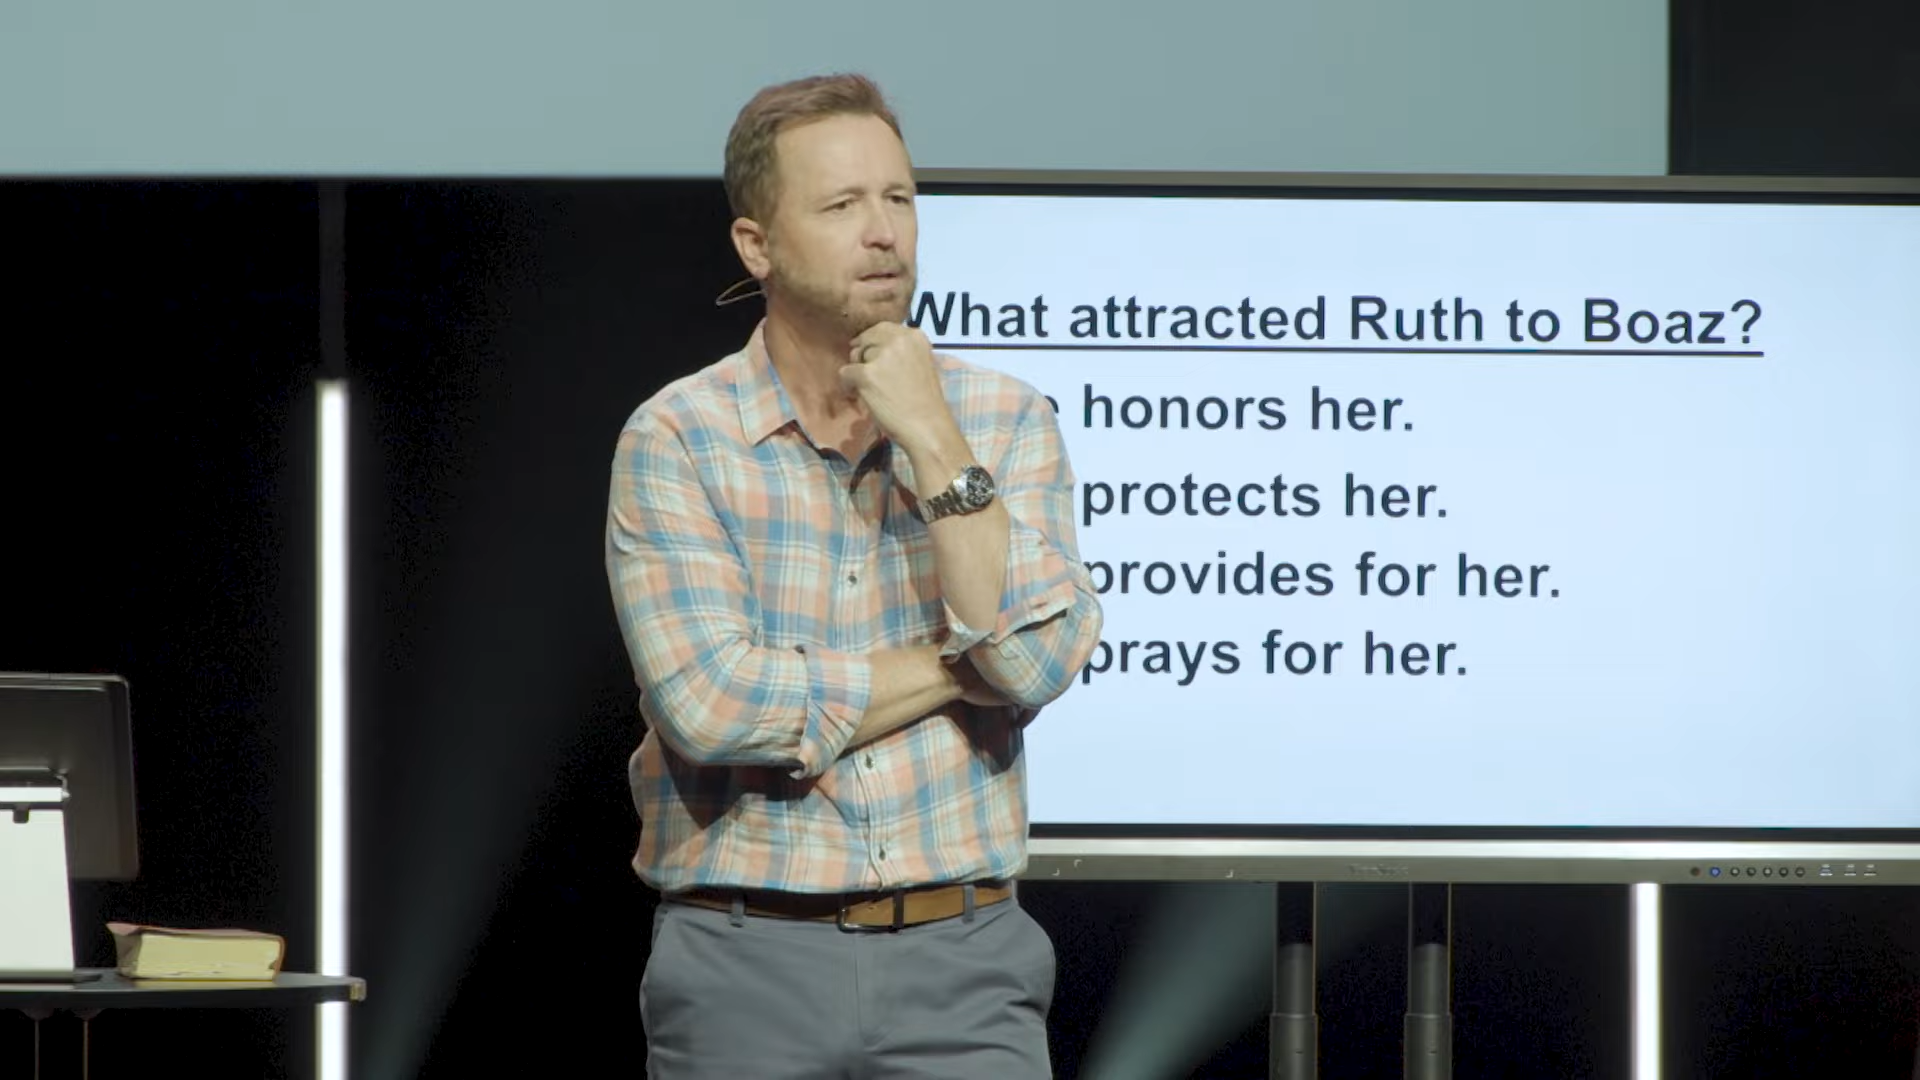 What attracted Ruth to Boaz?
honors her.
protects her.
provides for her.
prays for her.